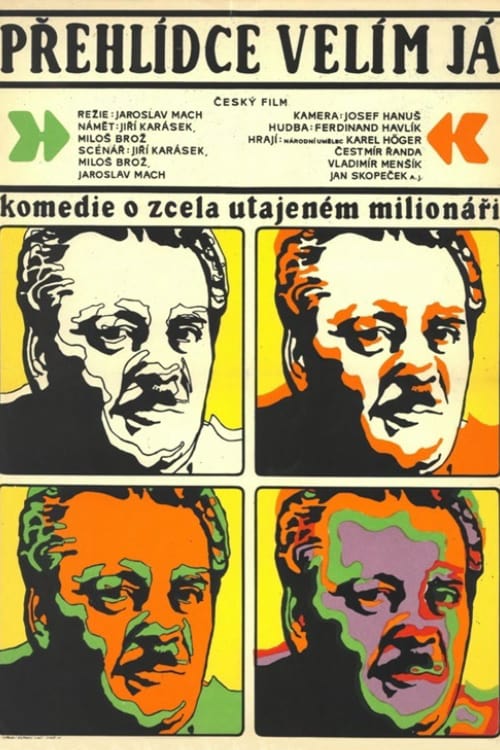 PŘEHLÍDCE VELÍM JÁ
ČESKÝ FILM
REŽIE: JAROSLAV MACH
NÁMĚT: JIŘÍ KARÁSEK,
MILOŠ BROŽ
SCÉNÁŘ: JIŘÍ KARÁSEK,
MILOŠ BROŽ,
JAROSLAV MACH
KAMERA: JOSEF HANUŠ
HUDBA: FERDINAND HAVLÍK
HRAJÍ: NÁRODNÍ UMĚLEC KAREL HÖGER
ČESTMÍR ŘANDA
VLADIMÍR MENŠÍK
JAN SKOPEČEK A.J.
komedie o zcela utajeném milionáři